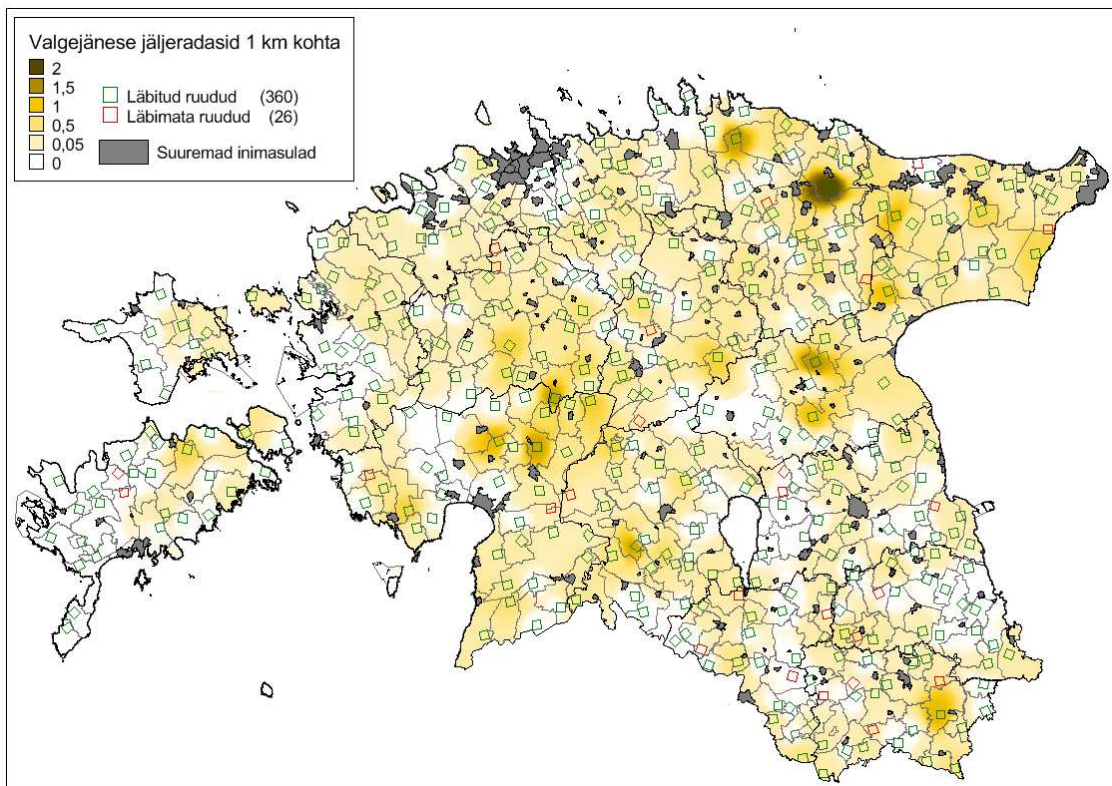 Valgejänese jäljeradasid 1 km kohta
2
1,5
1
0,5
0,05
0
Läbitud ruudud (360)
Läbimata ruudud (26)
Suuremad inimasulad